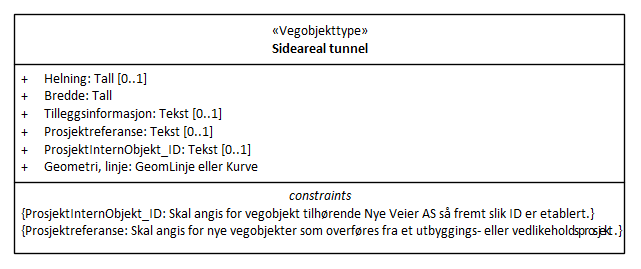 «Vegobjekttype»
Sideareal tunnel
+ Helning: Tall [0..1]
+ Bredde: Tall
+ Tilleggsinformasjon: Tekst [0..1]
+ Prosjektreferanse: Tekst [0..1]
+ ProsjektInternObjekt_ID: Tekst [0..1]
+ Geometri, linje: GeomLinje eller Kurve
constraints
{ProsjektInternObjekt_ID: Skal angis for vegobjekt tilhørende Nye Veier AS så fremt slik ID er etablert.}
{Prosjektreferanse: Skal angis for nye vegobjekter som overføres fra et utbyggings- eller vedlikeholdsprosjekt.}